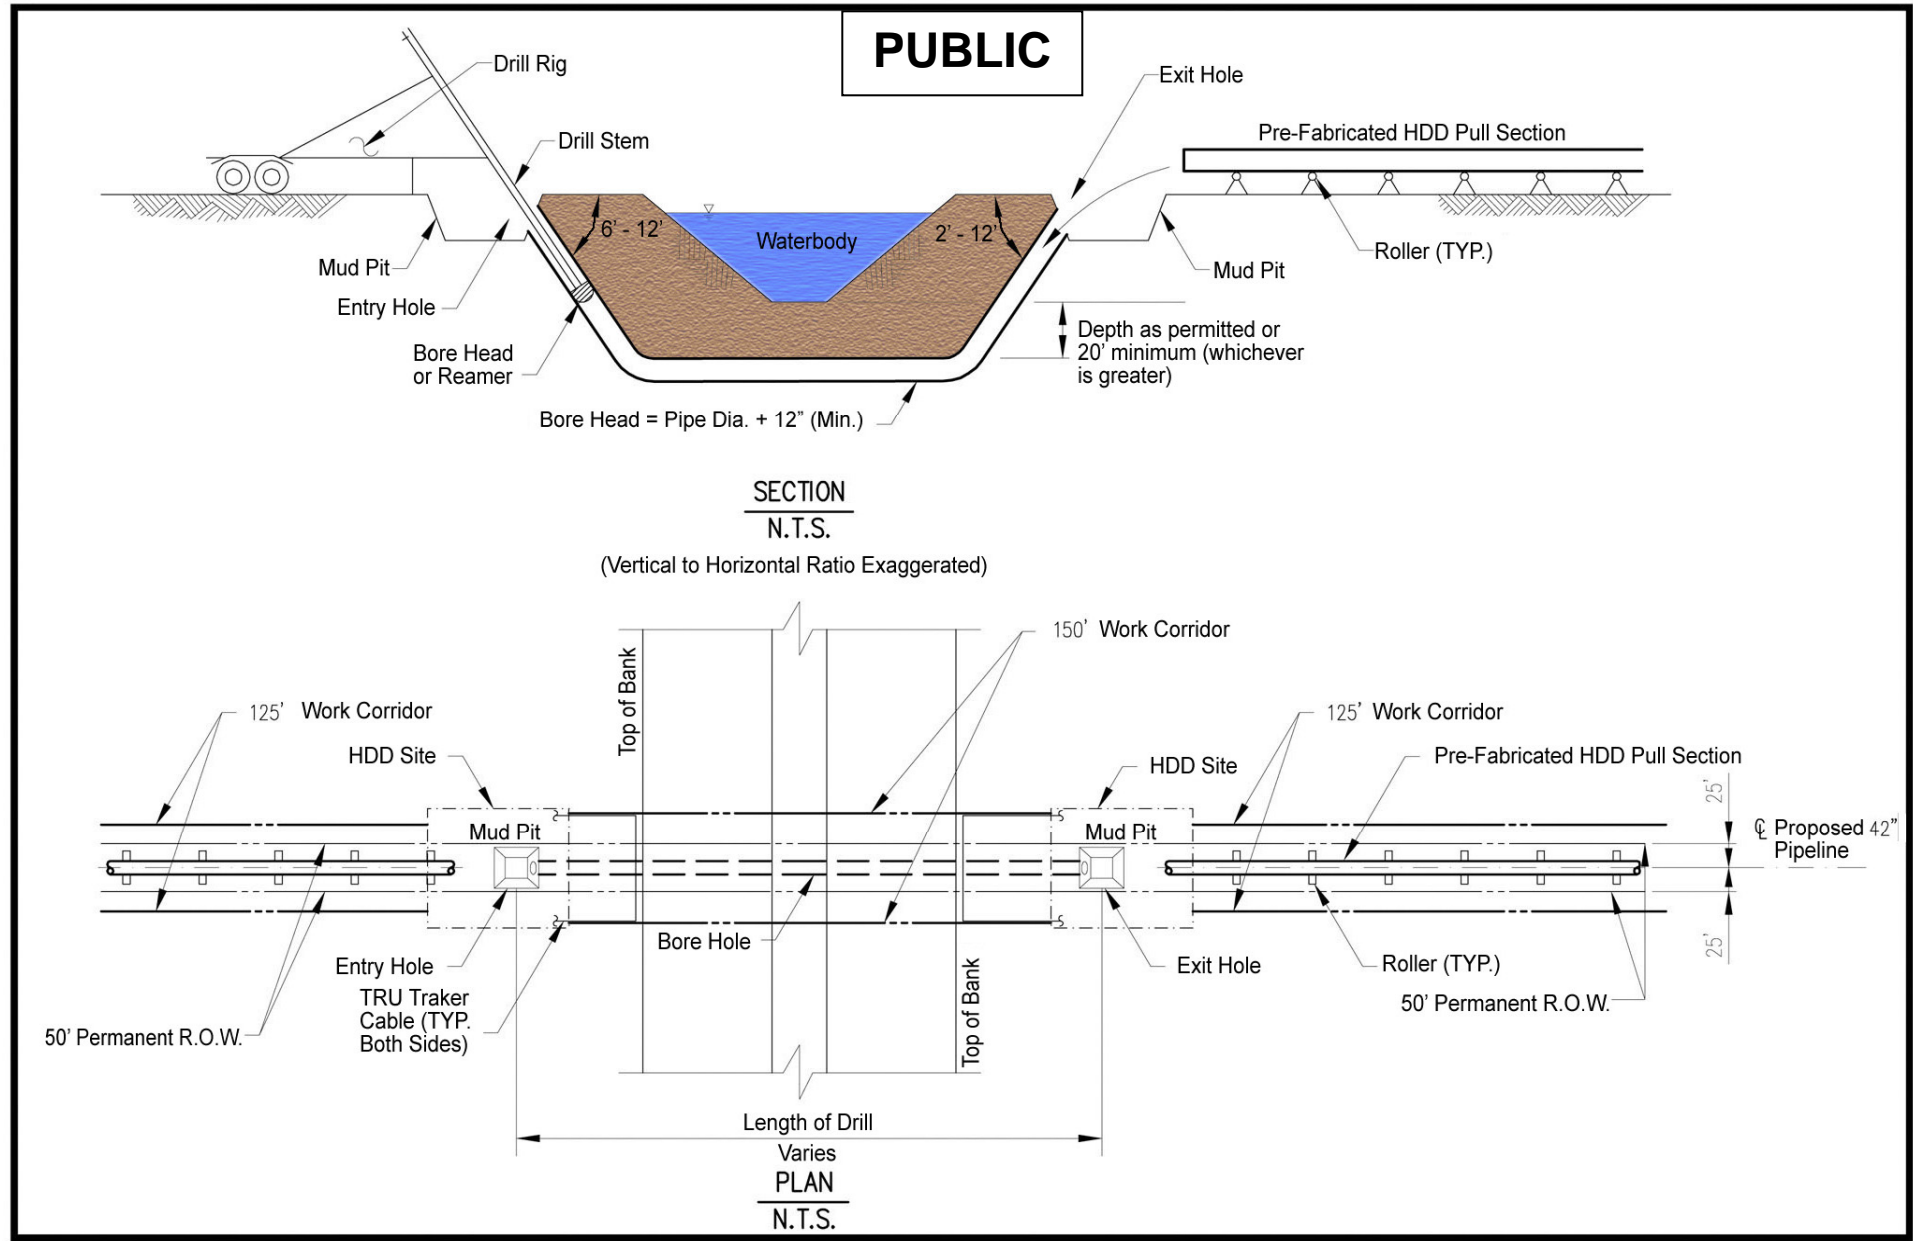 PUBLIC
Drill Rig
Exit Hole
Pre-Fabricated HDD Pull Section
Drill Stem
6' - 12'
Waterbody
2' - 12'
Roller (TYP.)
Mud Pit
Mud Pit
Entry Hole
Depth as permitted or
20' minimum (whichever
is greater)
Bore Head
or Reamer
Bore Head = Pipe Dia. + 12" (Min.)
SECTION
N.T.S.
(Vertical to Horizontal Ratio Exaggerated)
150' Work Corridor
Top of Bank
125' Work Corridor
125' Work Corridor
HDD Site
HDD Site
Pre-Fabricated HDD Pull Section
25'
Mud Pit
Mud Pit
℄ Proposed 42"
Pipeline
25'
Bore Hole
Entry Hole
Exit Hole
Roller (TYP.)
TRU Traker
Cable (TYP.
Both Sides)
Top of Bank
50' Permanent R.O.W.
50' Permanent R.O.W.
Length of Drill
Varies
PLAN
N.T.S.